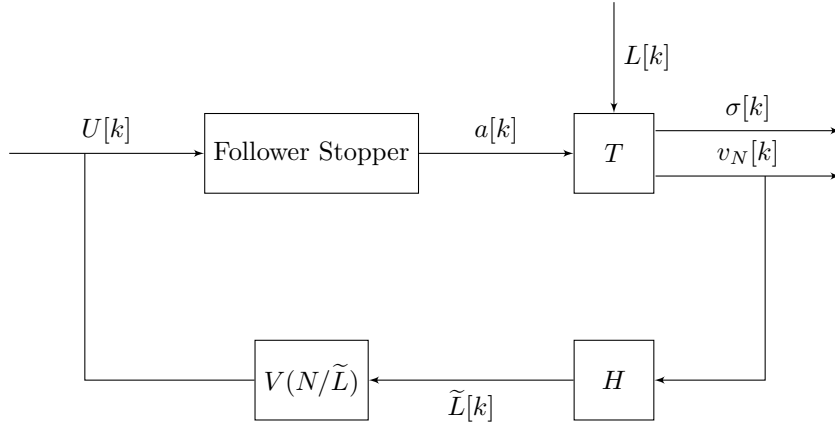 L[k]
U[k]
Follower Stopper
a[k]
T
σ[k]
v_N[k]
V(N/L̃)
L̃[k]
H